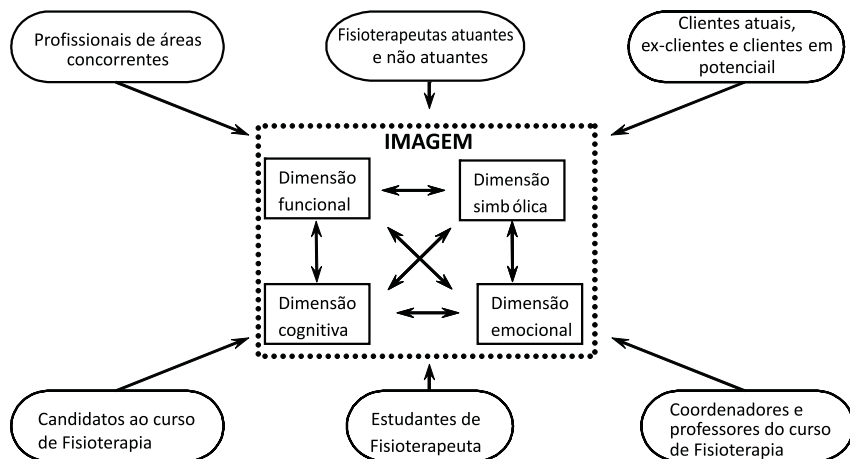 Profissionais de áreas
concorrentes
Fisioterapeutas atuantes
e não atuantes
Clientes atuais,
ex-clientes e clientes em
potenciail
IMAGEM
Dimensão
funcional
Dimensão
simb ólica
Dimensão
cognitiva
Dimensão
emocional
Candidatos ao curso
de Fisioterapia
Estudantes de
Fisioterapeuta
Coordenadores e
professores do curso
de Fisioterapia